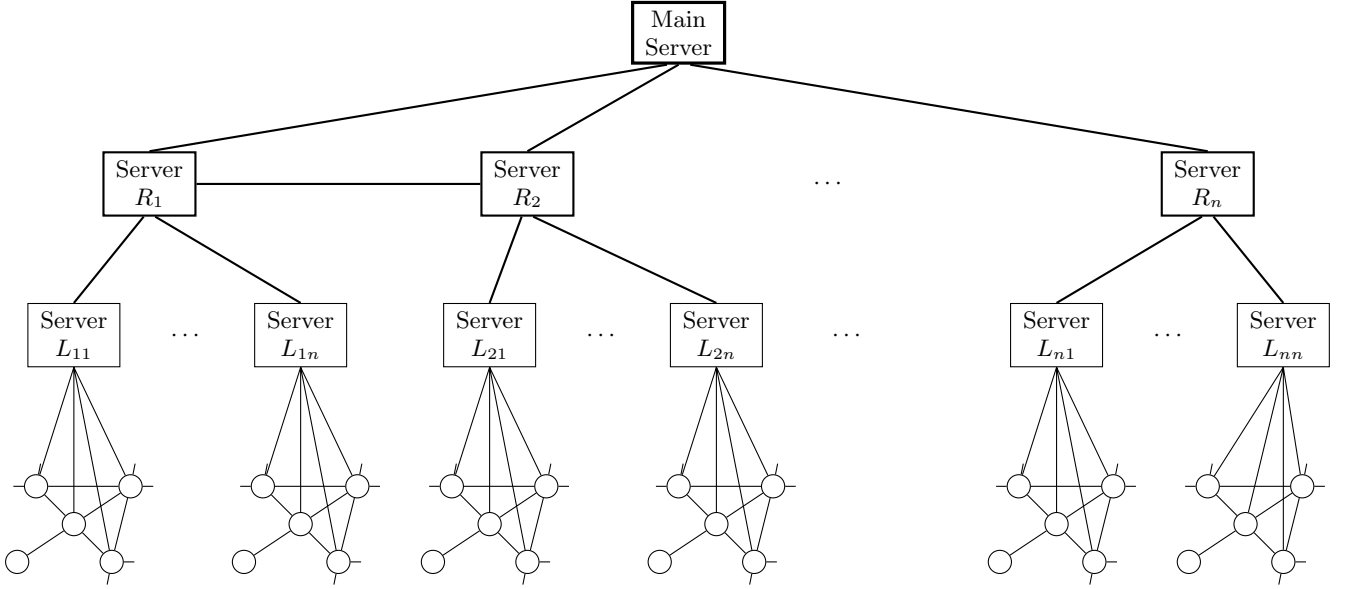 Main
Server
Server
R₁
Server
R₂
...
Server
Rₙ
Server
L₁₁
...
Server
L₁ₙ
Server
L₂₁
...
Server
L₂ₙ
...
Server
Lₙ₁
...
Server
Lₙₙ